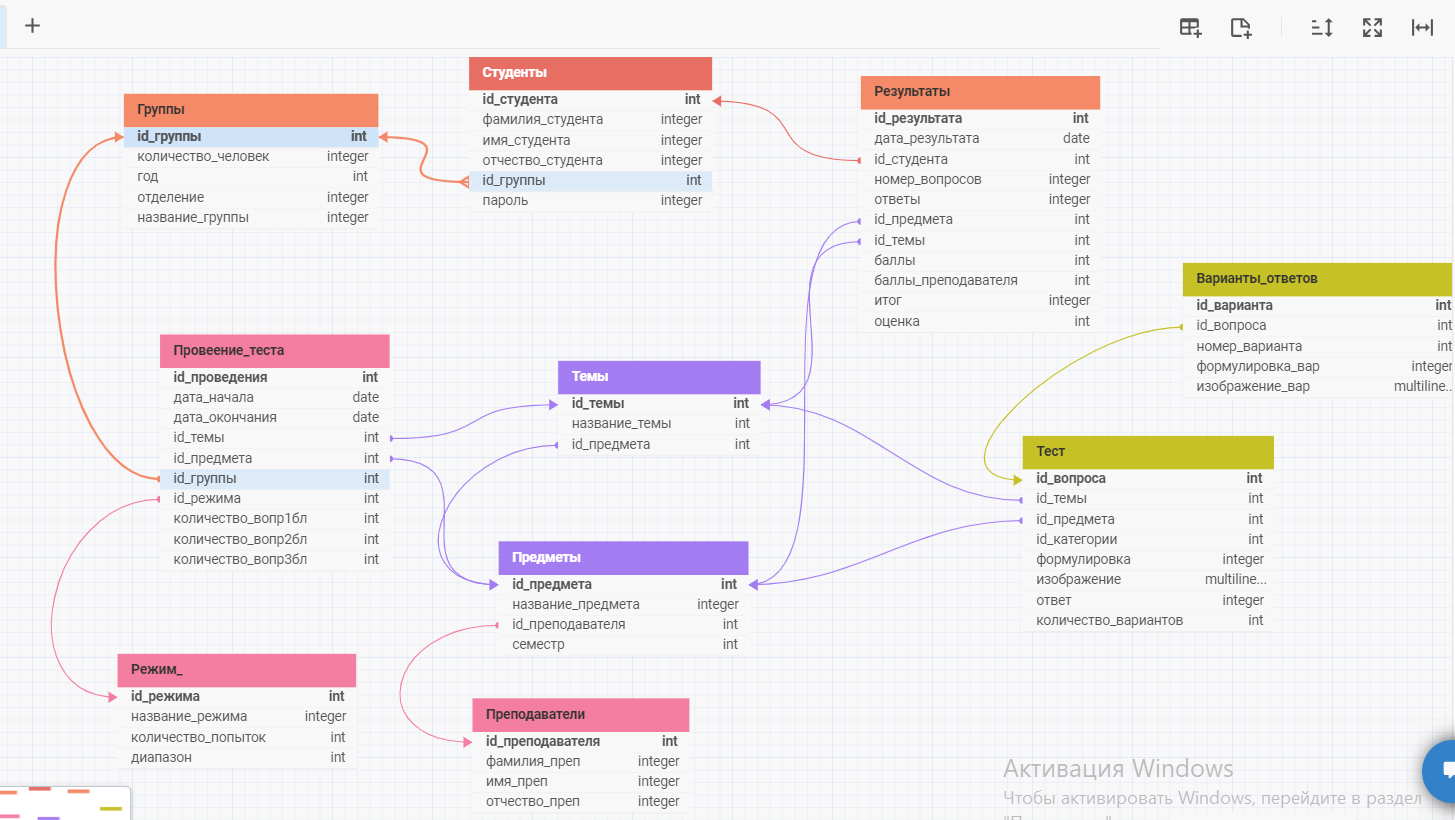 Группы
id_группы int
количество_человек integer
год int
отделение integer
название_группы integer
Студенты
id_студента int
фамилия_студента integer
имя_студента integer
отчество_студента integer
id_группы int
пароль integer
Результаты
id_результата int
дата_результата date
id_студента int
номер_вопросов integer
ответы integer
id_предмета int
id_темы int
баллы int
баллы_преподавателя int
итог integer
оценка int
Варианты_ответов
id_варианта int
id_вопроса int
номер_варианта int
формулировка_вар integer
изображение_вар multiline...
Провеение_теста
id_проведения int
дата_начала date
дата_окончания date
id_темы int
id_предмета int
id_группы int
id_режима int
количество_вопр1бл int
количество_вопр2бл int
количество_вопр3бл int
Темы
id_темы int
название_темы int
id_предмета int
Тест
id_вопроса int
id_темы int
id_предмета int
id_категории int
формулировка integer
изображение multiline...
ответ integer
количество_вариантов int
Предметы
id_предмета int
название_предмета integer
id_преподавателя int
семестр int
Режим_
id_режима int
название_режима integer
количество_попыток int
диапазон int
Преподаватели
id_преподавателя int
фамилия_преп integer
имя_преп integer
отчество_преп integer
Активация Windows
Чтобы активировать Windows, перейдите в раздел